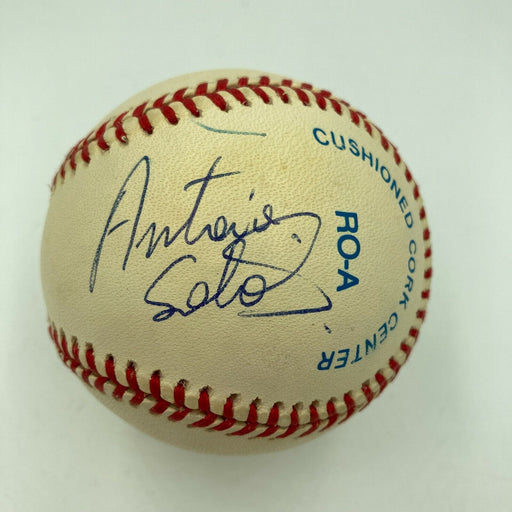 Antonio
Soto
CUSHIONED CORK CENTER
RO-A